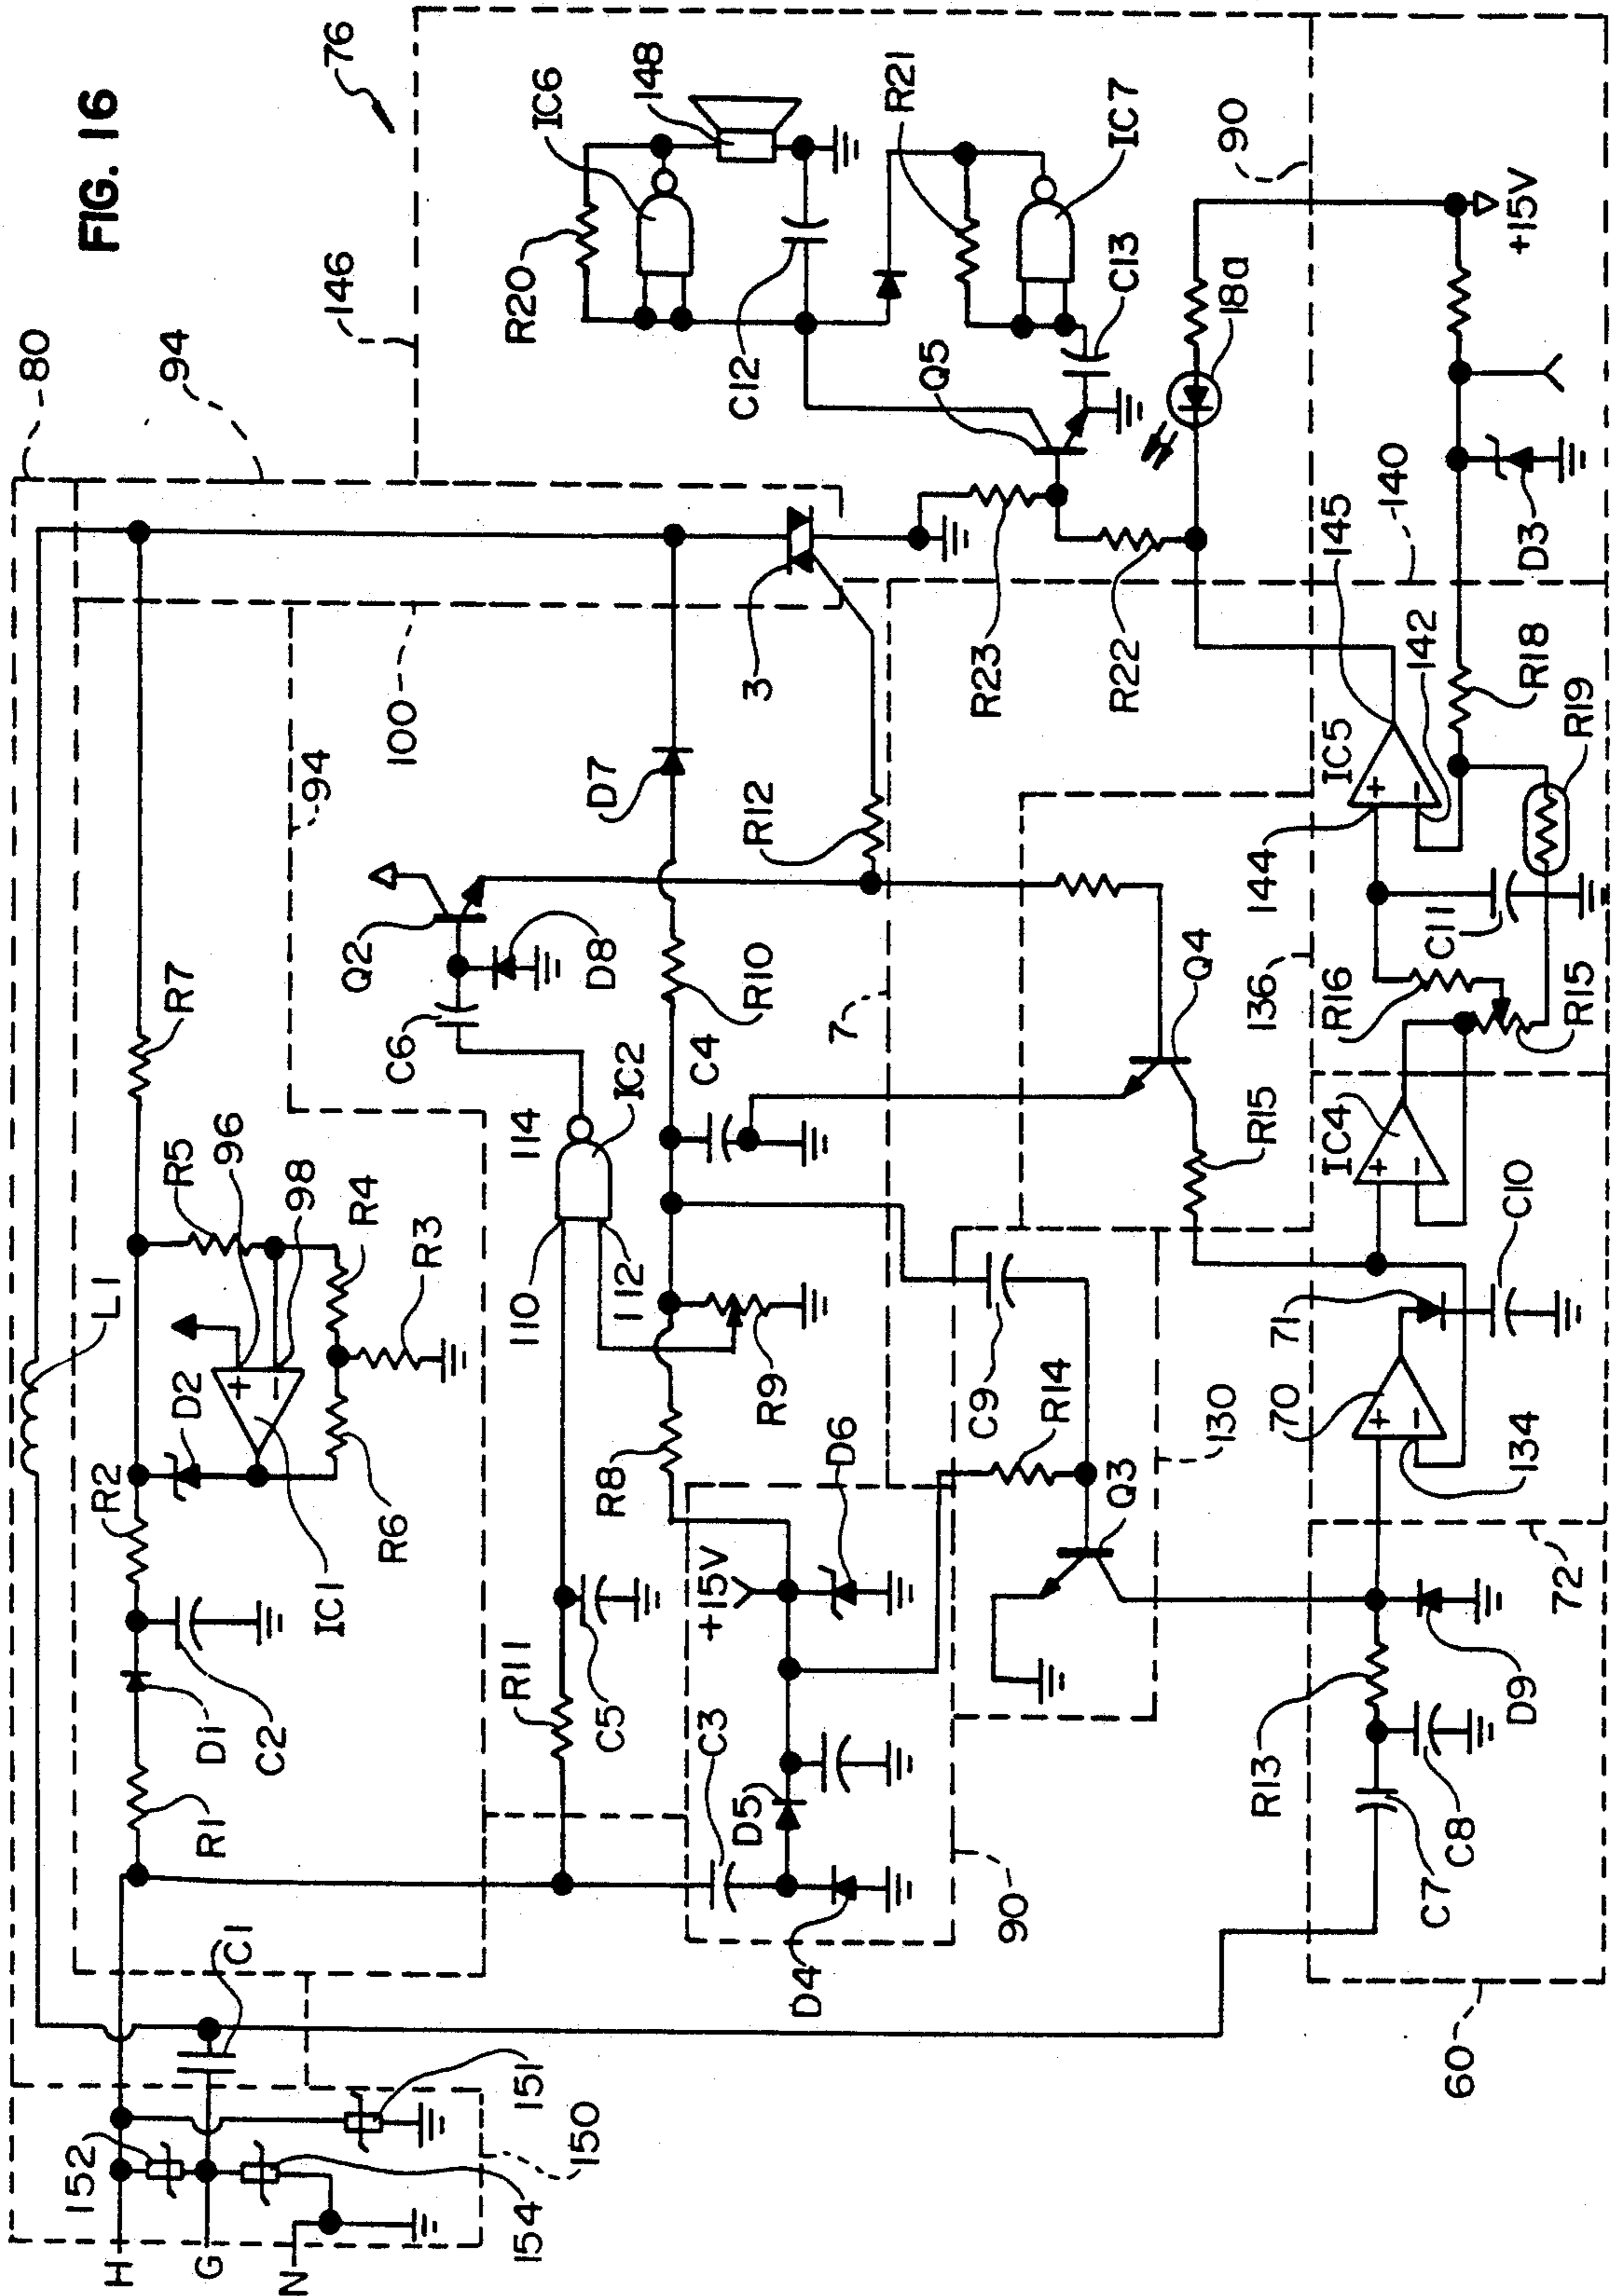 FIG. 16
76
146
80
94
R20
IC6
148
C12
R21
IC7
C13
Q5
90
18a
+15V
L1
R7
94
100
D7
3
R23
R22
145
140
D3
Q2
D8
C6
R10
R12
7
C4
IC2
114
110
112
R5
96
98
R4
R3
R2
D2
IC1
R6
R1
D1
C2
R11
C5
R8
R9
C3
D5
+15V
D6
D4
90
C9
R14
Q3
130
Q4
R15
136
144
IC5
142
R18
R19
R16
C11
R15
IC4
71
C10
70
134
72
R13
D9
C7
C8
60
C1
152
151
150
154
H
G
N
+
-
+
-
+
-
+
-